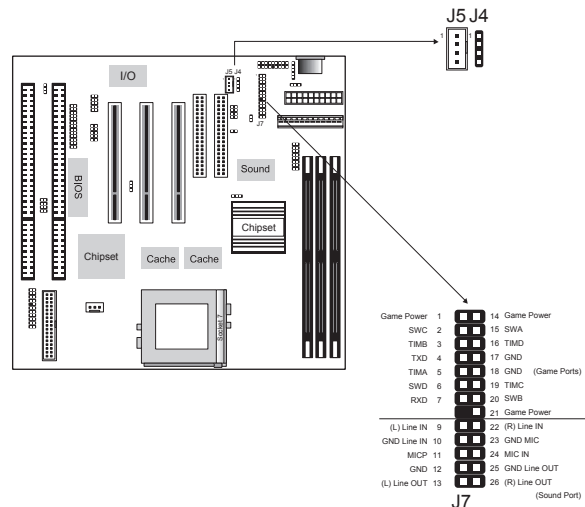 J5 J4
1 1
I/O
J5 J4
J7
BIOS
Sound
Chipset
Chipset
Cache Cache
Socket 7
Game Power 1 14 Game Power
SWC 2 15 SWA
TIMB 3 16 TIMD
TXD 4 17 GND
TIMA 5 18 GND (Game Ports)
SWD 6 19 TIMC
RXD 7 20 SWB
21 Game Power
(L) Line IN 9 22 (R) Line IN
GND Line IN 10 23 GND MIC
MICP 11 24 MIC IN
GND 12 25 GND Line OUT
(L) Line OUT 13 26 (R) Line OUT
(Sound Port)
J7